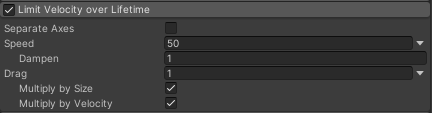 Limit Velocity over Lifetime
Separate Axes
Speed 50
Dampen 1
Drag 1
Multiply by Size
Multiply by Velocity